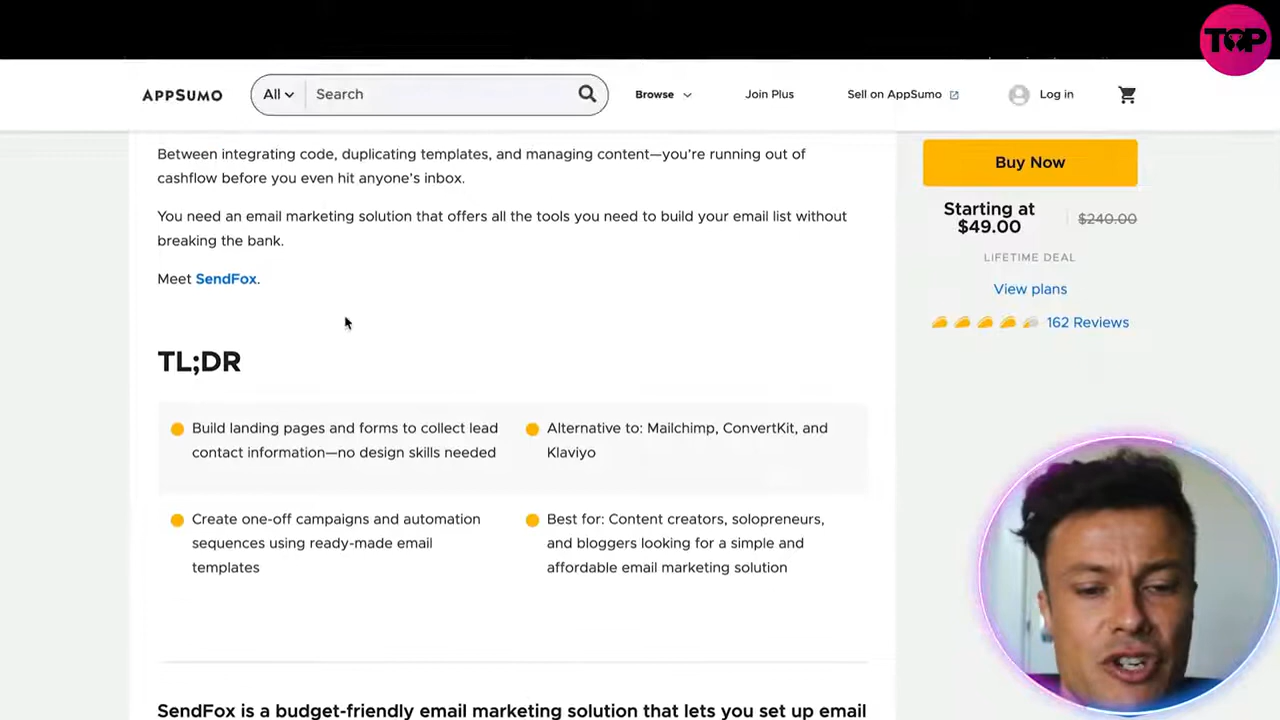 TOP
APPSUMO
All
Search
Browse
Join Plus
Sell on AppSumo
Log in
Between integrating code, duplicating templates, and managing content—you're running out of
cashflow before you even hit anyone's inbox.
You need an email marketing solution that offers all the tools you need to build your email list without
breaking the bank.
Meet SendFox.
Buy Now
Starting at
$49.00
$240.00
LIFETIME DEAL
View plans
162 Reviews
TL;DR
Build landing pages and forms to collect lead
contact information—no design skills needed
Alternative to: Mailchimp, ConvertKit, and
Klaviyo
Create one-off campaigns and automation
sequences using ready-made email
templates
Best for: Content creators, solopreneurs,
and bloggers looking for a simple and
affordable email marketing solution
SendFox is a budget-friendly email marketing solution that lets you set up email